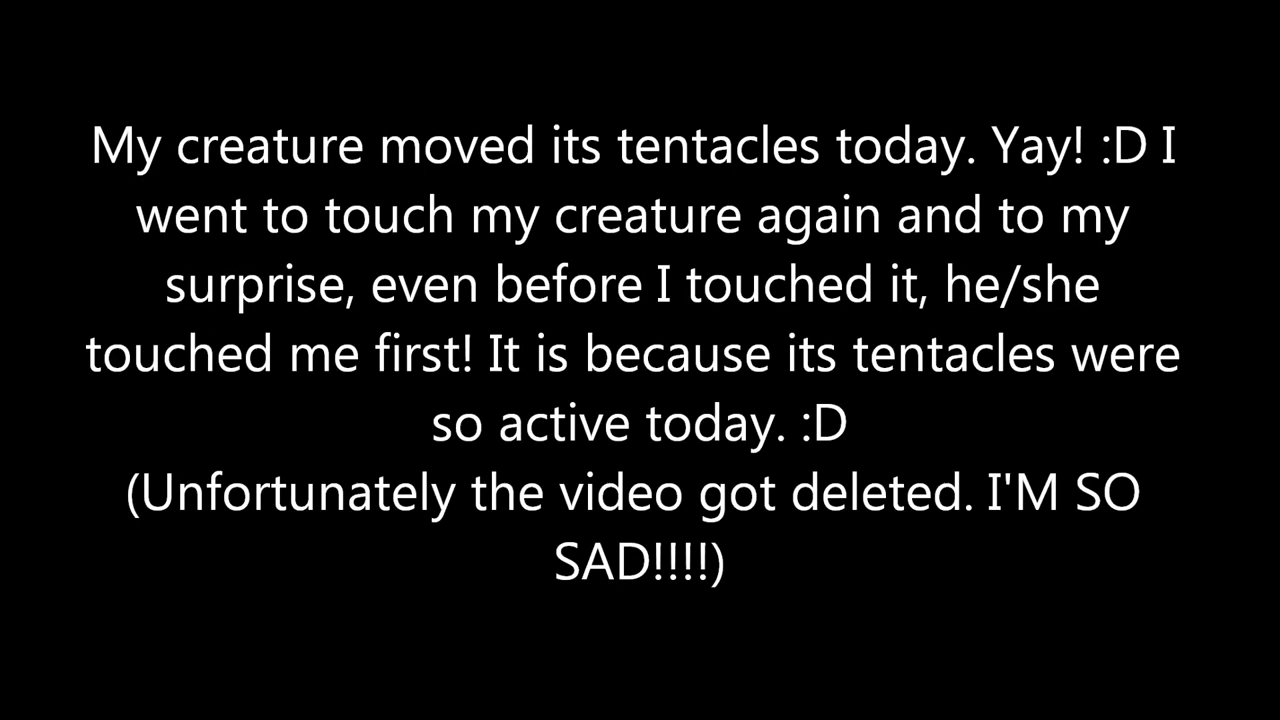 My creature moved its tentacles today. Yay! :D I
went to touch my creature again and to my
surprise, even before I touched it, he/she
touched me first! It is because its tentacles were
so active today. :D
(Unfortunately the video got deleted. I'M SO
SAD!!!!)